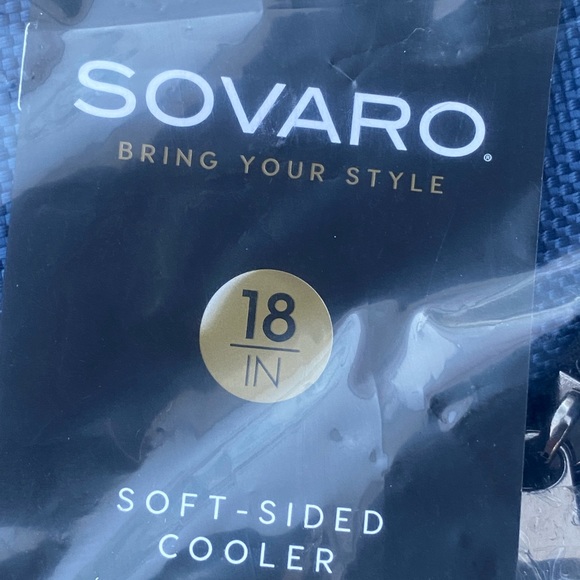 SOVARO®
BRING YOUR STYLE
18
IN
SOFT-SIDED
COOLER